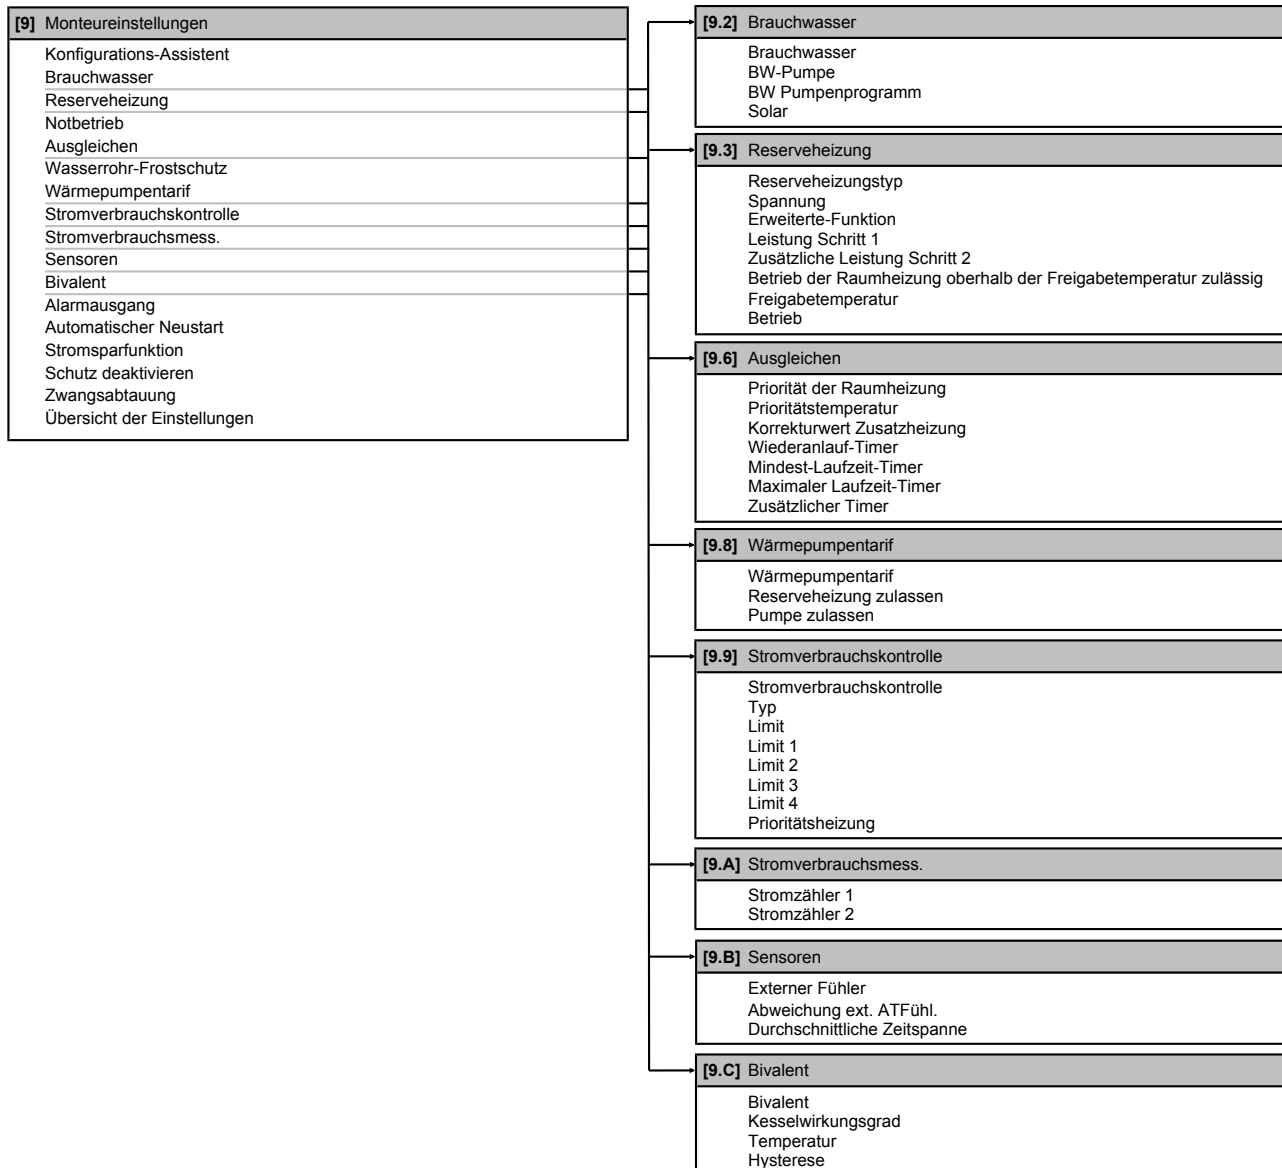 [9] Monteureinstellungen
Konfigurations-Assistent
Brauchwasser
Reserveheizung
Notbetrieb
Ausgleichen
Wasserrohr-Frostschutz
Wärmepumpentarif
Stromverbrauchskontrolle
Stromverbrauchsmess.
Sensoren
Bivalent
Alarmausgang
Automatischer Neustart
Stromsparfunktion
Schutz deaktivieren
Zwangsabtauung
Übersicht der Einstellungen
[9.2] Brauchwasser
Brauchwasser
BW-Pumpe
BW Pumpenprogramm
Solar
[9.3] Reserveheizung
Reserveheizungstyp
Spannung
Erweiterte-Funktion
Leistung Schritt 1
Zusätzliche Leistung Schritt 2
Betrieb der Raumheizung oberhalb der Freigabetemperatur zulässig
Freigabetemperatur
Betrieb
[9.6] Ausgleichen
Priorität der Raumheizung
Prioritätstemperatur
Korrekturwert Zusatzheizung
Wiederanlauf-Timer
Mindest-Laufzeit-Timer
Maximaler Laufzeit-Timer
Zusätzlicher Timer
[9.8] Wärmepumpentarif
Wärmepumpentarif
Reserveheizung zulassen
Pumpe zulassen
[9.9] Stromverbrauchskontrolle
Stromverbrauchskontrolle
Typ
Limit
Limit 1
Limit 2
Limit 3
Limit 4
Prioritätsheizung
[9.A] Stromverbrauchsmess.
Stromzähler 1
Stromzähler 2
[9.B] Sensoren
Externer Fühler
Abweichung ext. ATFühl.
Durchschnittliche Zeitspanne
[9.C] Bivalent
Bivalent
Kesselwirkungsgrad
Temperatur
Hysterese